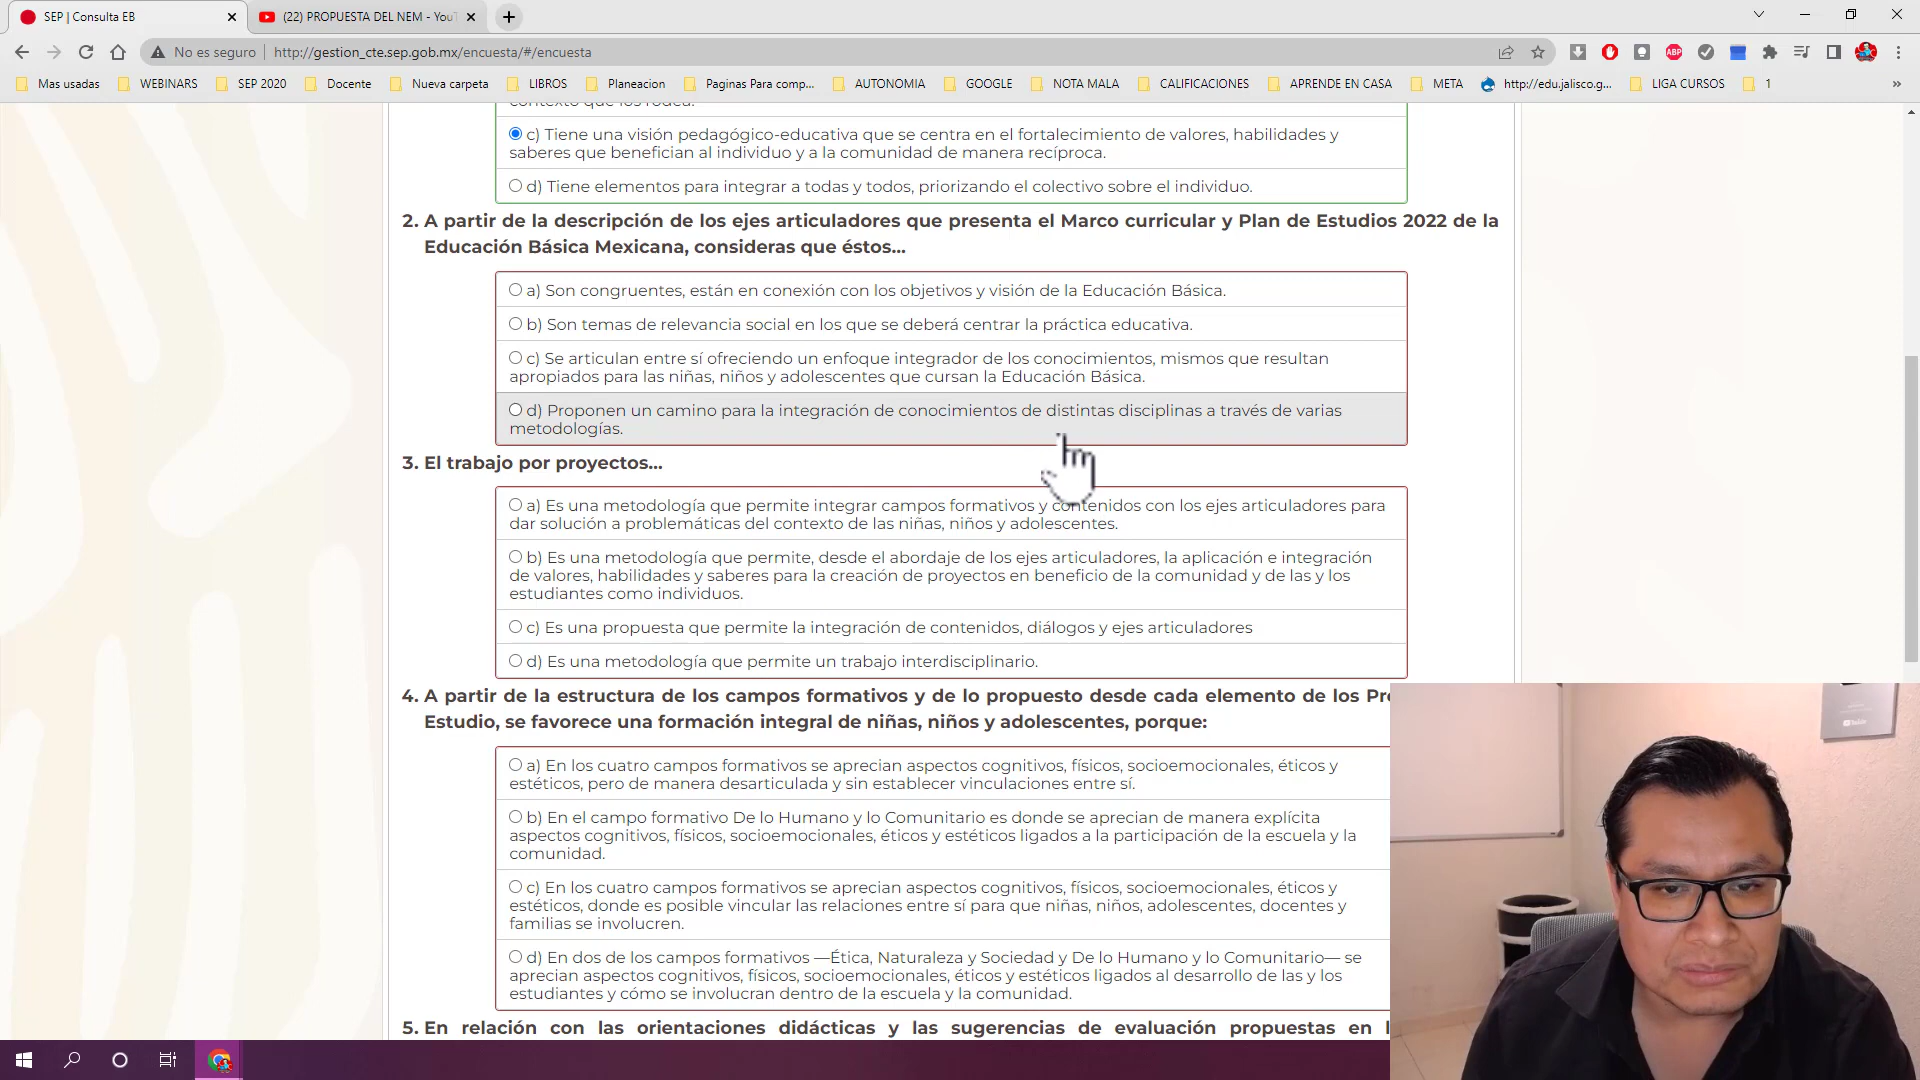 SEP | Consulta EB
(22) PROPUESTA DEL NEM - YouT
No es seguro
http://gestion_cte.sep.gob.mx/encuesta/#/encuesta
Mas usadas
WEBINARS
SEP 2020
Docente
Nueva carpeta
LIBROS
Planeacion
Paginas Para comp...
AUTONOMIA
GOOGLE
NOTA MALA
CALIFICACIONES
APRENDE EN CASA
META
http://edu.jalisco.g...
LIGA CURSOS
1
»
contexto que los rodea.
c) Tiene una visión pedagógico-educativa que se centra en el fortalecimiento de valores, habilidades y
saberes que benefician al individuo y a la comunidad de manera recíproca.
d) Tiene elementos para integrar a todas y todos, priorizando el colectivo sobre el individuo.
2. A partir de la descripción de los ejes articuladores que presenta el Marco curricular y Plan de Estudios 2022 de la
Educación Básica Mexicana, consideras que éstos...
a) Son congruentes, están en conexión con los objetivos y visión de la Educación Básica.
b) Son temas de relevancia social en los que se deberá centrar la práctica educativa.
c) Se articulan entre sí ofreciendo un enfoque integrador de los conocimientos, mismos que resultan
apropiados para las niñas, niños y adolescentes que cursan la Educación Básica.
d) Proponen un camino para la integración de conocimientos de distintas disciplinas a través de varias
metodologías.
3. El trabajo por proyectos...
a) Es una metodología que permite integrar campos formativos y contenidos con los ejes articuladores para
dar solución a problemáticas del contexto de las niñas, niños y adolescentes.
b) Es una metodología que permite, desde el abordaje de los ejes articuladores, la aplicación e integración
de valores, habilidades y saberes para la creación de proyectos en beneficio de la comunidad y de las y los
estudiantes como individuos.
c) Es una propuesta que permite la integración de contenidos, diálogos y ejes articuladores
d) Es una metodología que permite un trabajo interdisciplinario.
4. A partir de la estructura de los campos formativos y de lo propuesto desde cada elemento de los Pr
Estudio, se favorece una formación integral de niñas, niños y adolescentes, porque:
a) En los cuatro campos formativos se aprecian aspectos cognitivos, físicos, socioemocionales, éticos y
estéticos, pero de manera desarticulada y sin establecer vinculaciones entre sí.
b) En el campo formativo De lo Humano y lo Comunitario es donde se aprecian de manera explícita
aspectos cognitivos, físicos, socioemocionales, éticos y estéticos ligados a la participación de la escuela y la
comunidad.
c) En los cuatro campos formativos se aprecian aspectos cognitivos, físicos, socioemocionales, éticos y
estéticos, donde es posible vincular las relaciones entre sí para que niñas, niños, adolescentes, docentes y
familias se involucren.
d) En dos de los campos formativos —Ética, Naturaleza y Sociedad y De lo Humano y lo Comunitario— se
aprecian aspectos cognitivos, físicos, socioemocionales, éticos y estéticos ligados al desarrollo de las y los
estudiantes y cómo se involucran dentro de la escuela y la comunidad.
5. En relación con las orientaciones didácticas y las sugerencias de evaluación propuestas en l